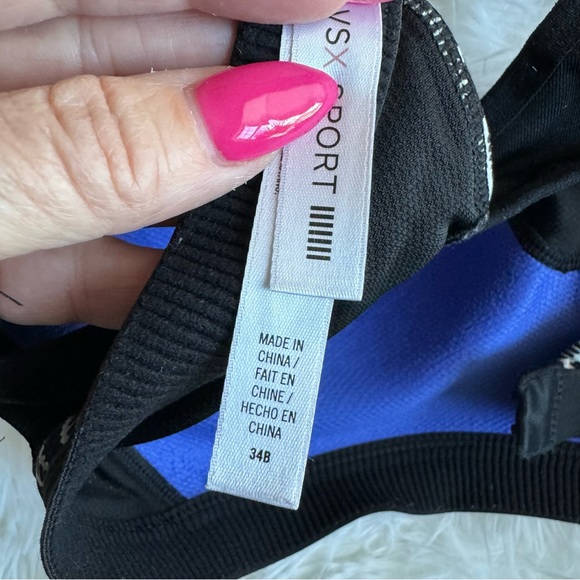 VSX SPORT
MADE IN
CHINA /
FAIT EN
CHINE /
HECHO EN
CHINA
34B